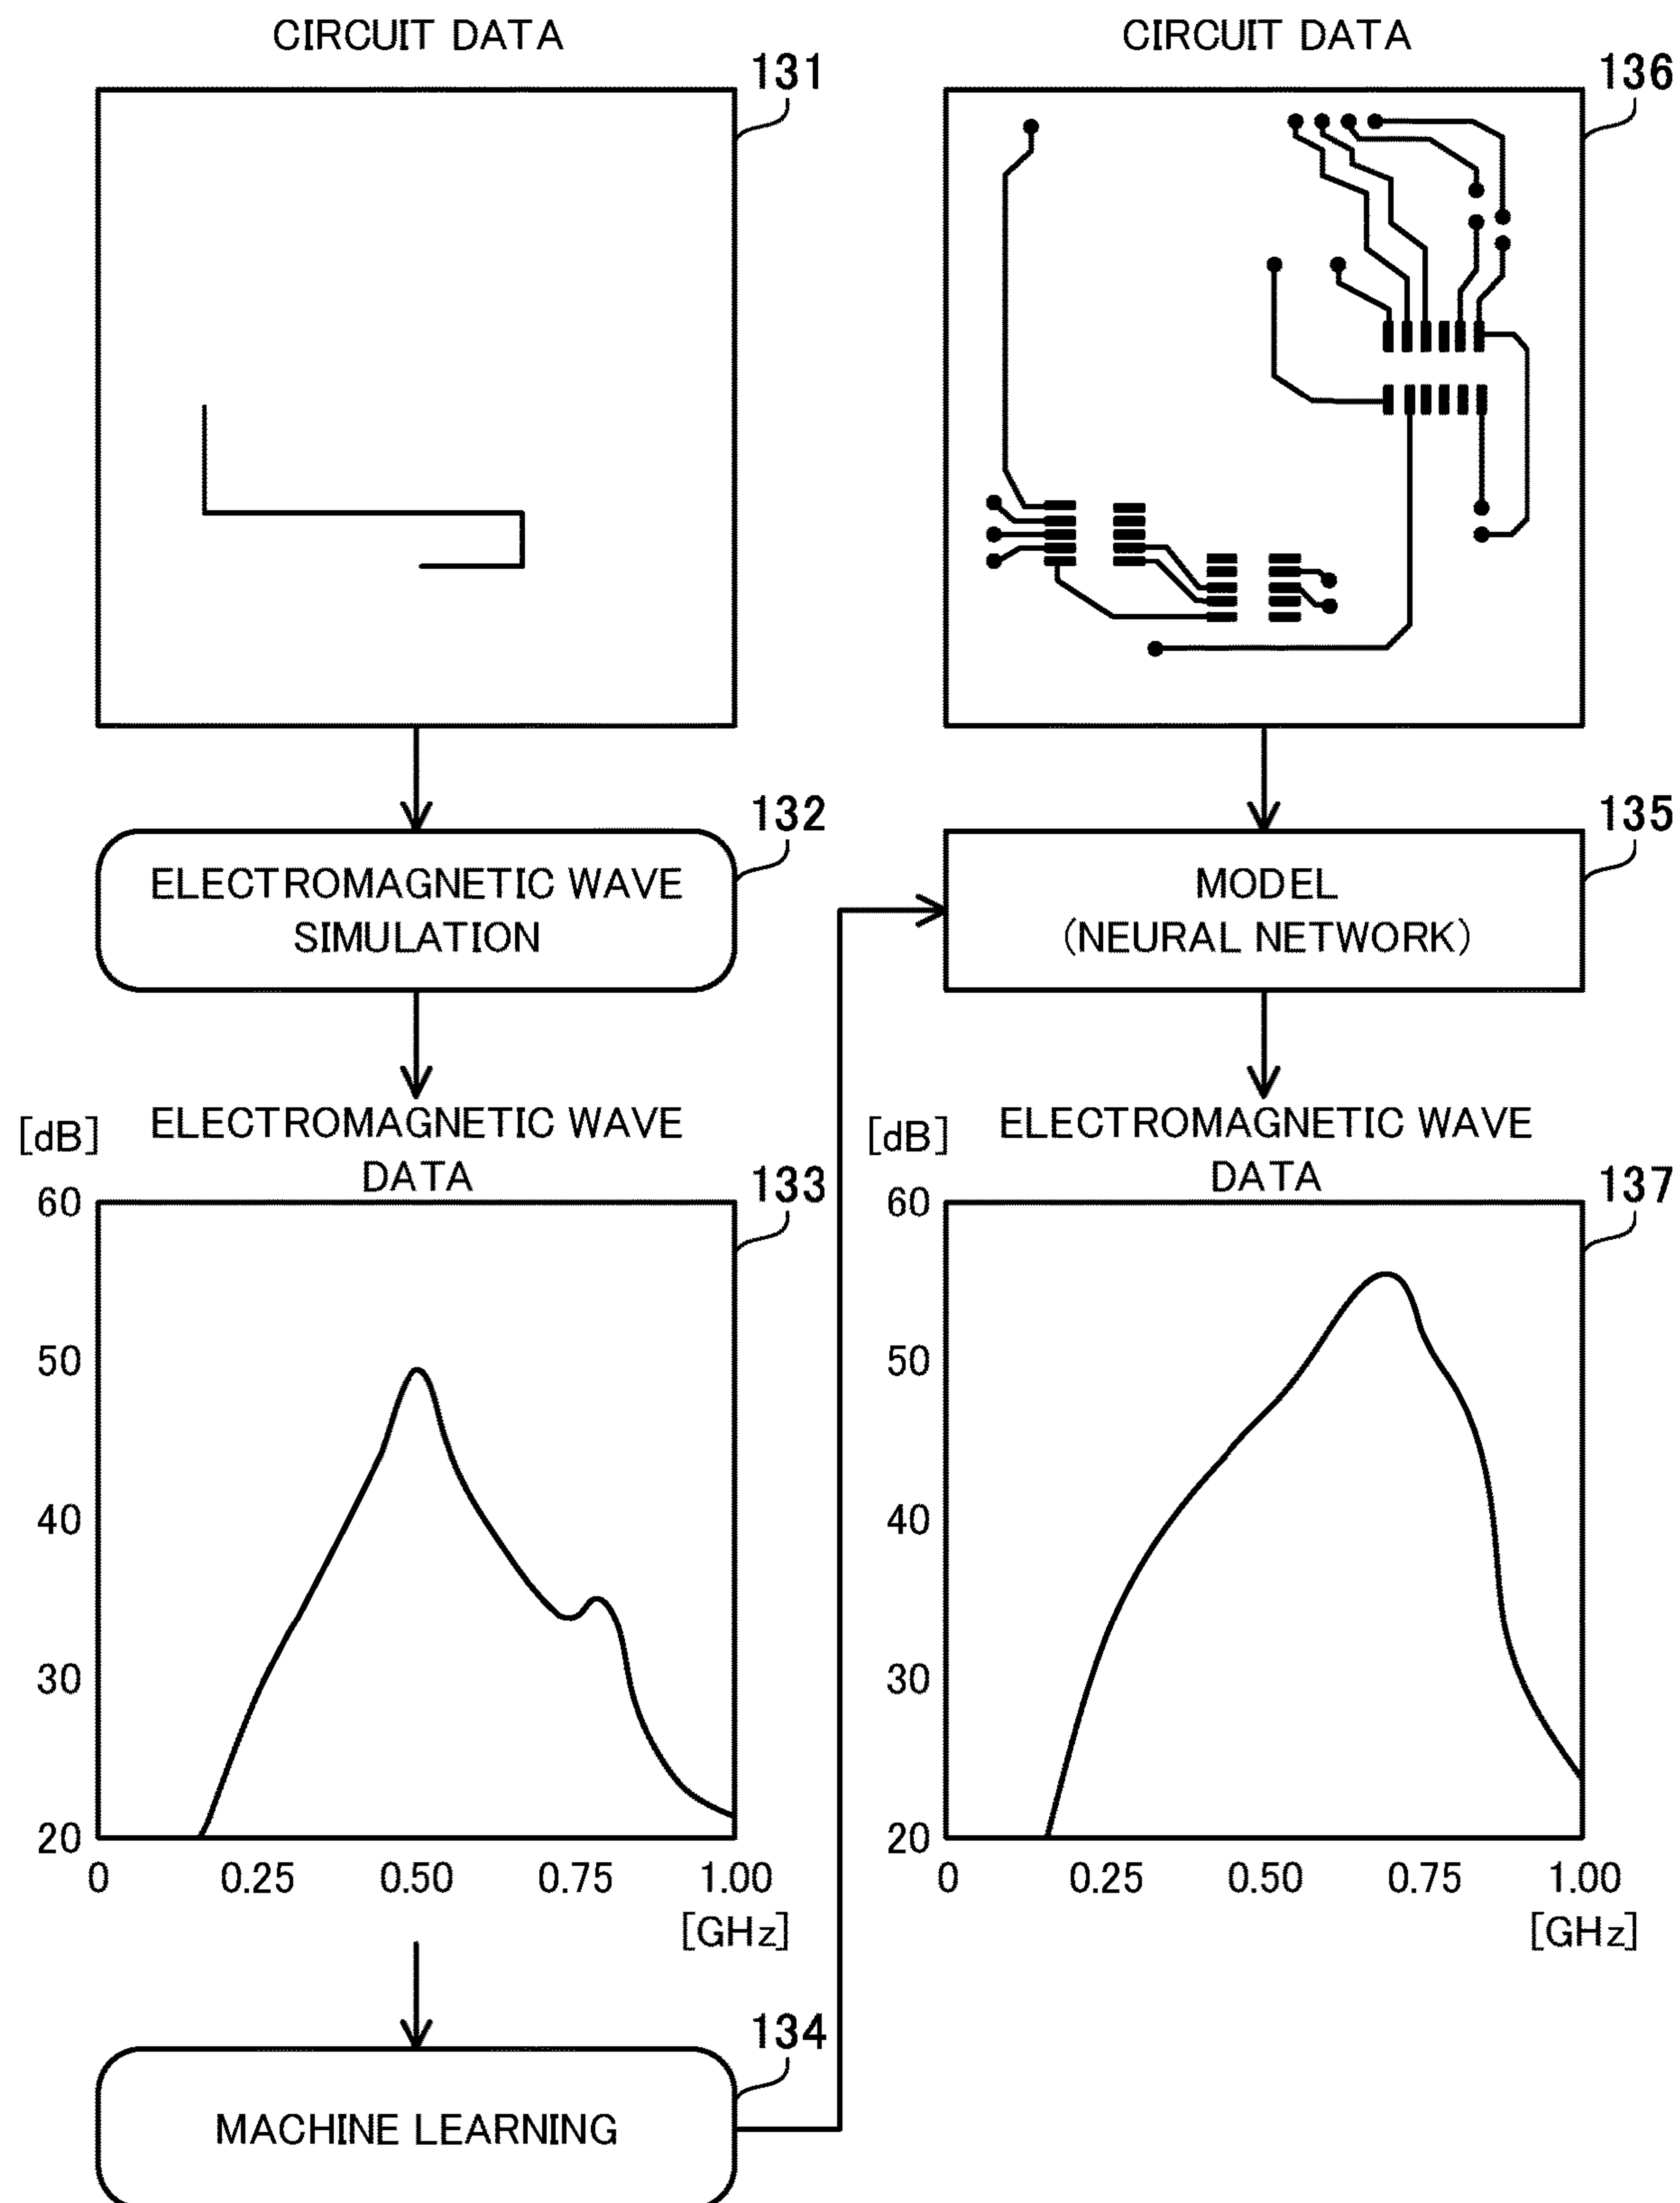 CIRCUIT DATA
131
132
ELECTROMAGNETIC WAVE
SIMULATION
[dB]
ELECTROMAGNETIC WAVE
DATA
133
60
50
40
30
20
0 0.25 0.50 0.75 1.00
[GHz]
134
MACHINE LEARNING
CIRCUIT DATA
136
135
MODEL
(NEURAL NETWORK)
[dB]
ELECTROMAGNETIC WAVE
DATA
137
60
50
40
30
20
0 0.25 0.50 0.75 1.00
[GHz]